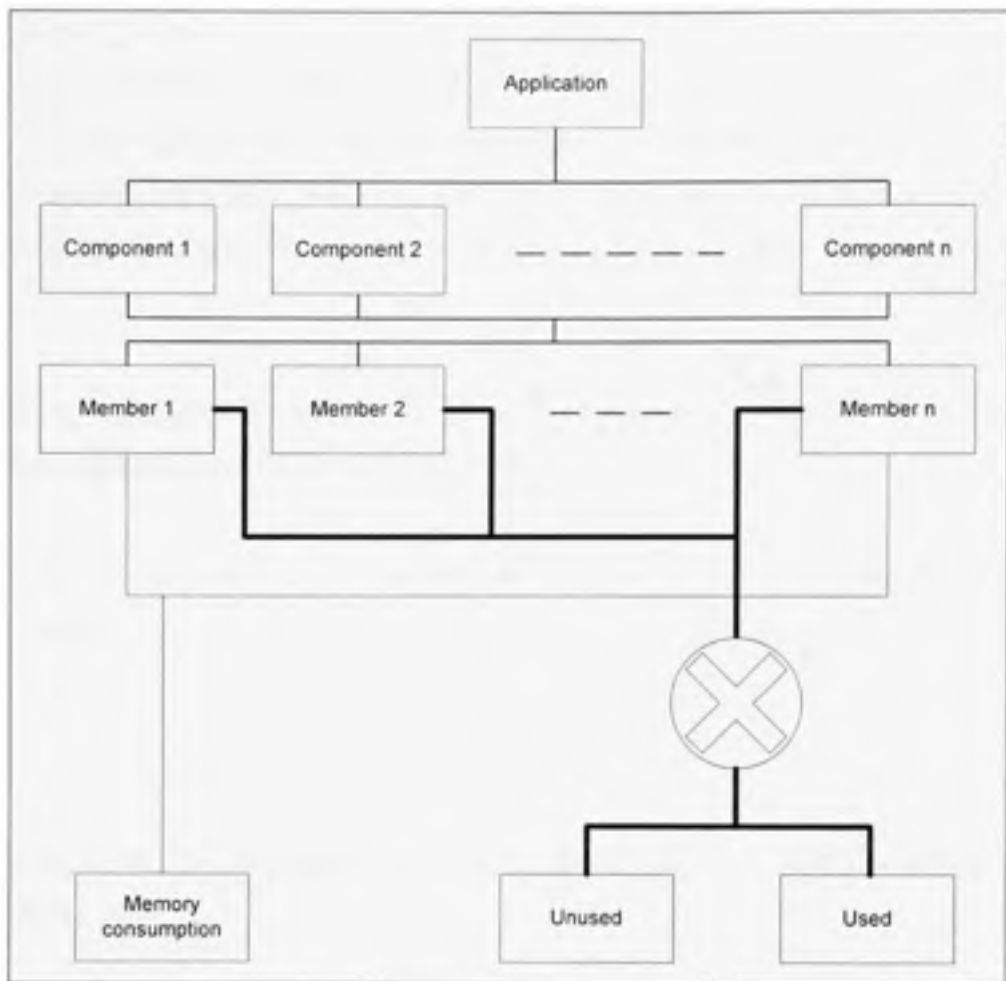 Application
Component 1
Component 2
Component n
Member 1
Member 2
Member n
Memory
consumption
Unused
Used